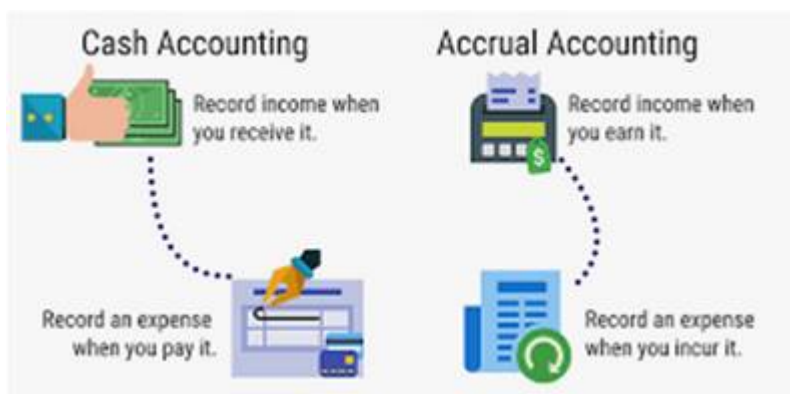 Cash Accounting
Record income when
you receive it.
Record an expense
when you pay it.
Accrual Accounting
Record income when
you earn it.
$
Record an expense
when you incur it.